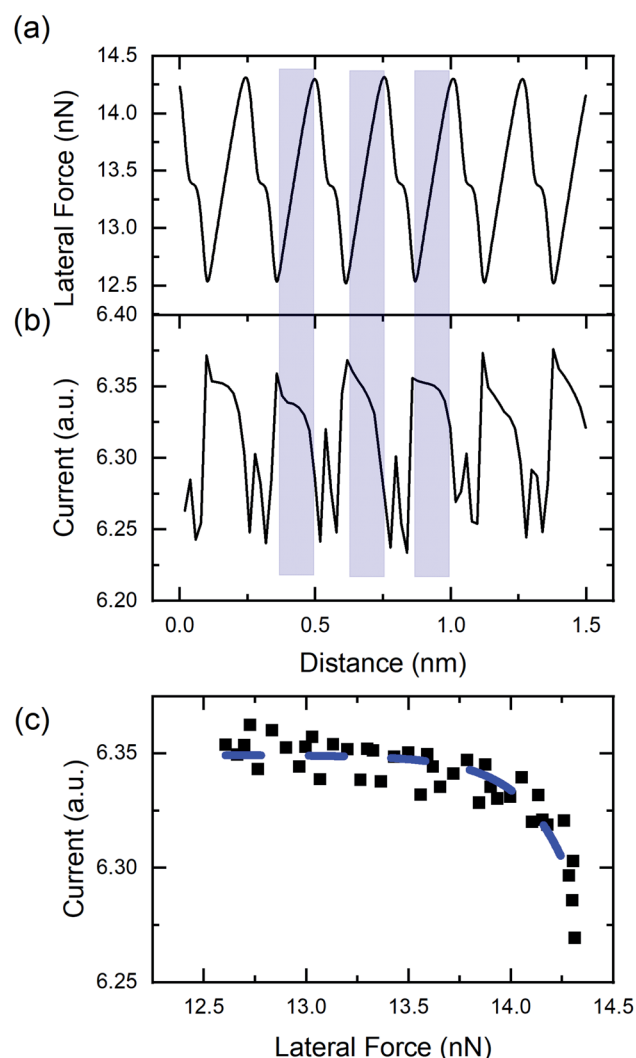 (a)
Lateral Force (nN)
14.5
14.0
13.5
13.0
12.5
(b)
Current (a.u.)
6.40
6.35
6.30
6.25
6.20
0.0 0.5 1.0 1.5
Distance (nm)
(c)
Current (a.u.)
6.35
6.30
6.25
12.5 13.0 13.5 14.0 14.5
Lateral Force (nN)